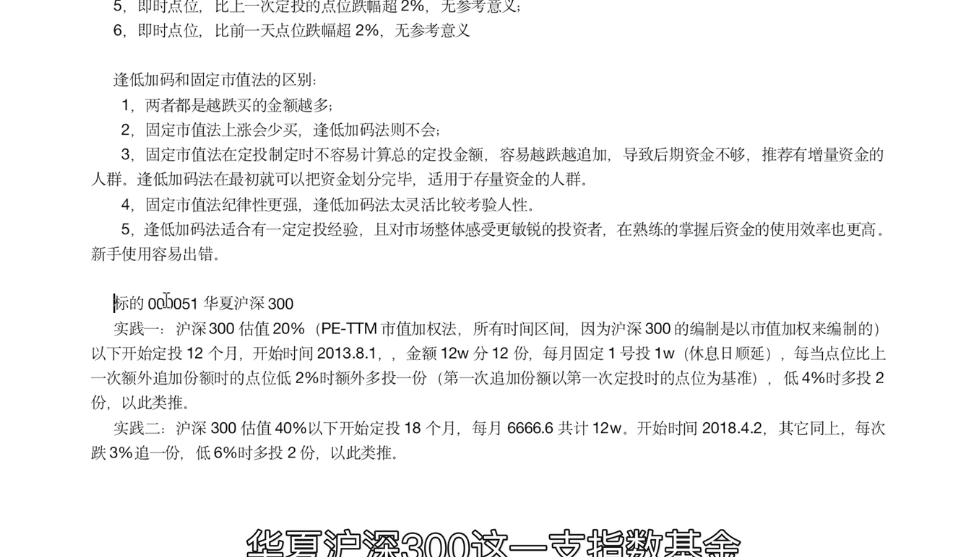 5，即时点位，比上一次定投的点位跌幅超 2%，无参考意义；
6，即时点位，比前一天点位跌幅超 2%，无参考意义
逢低加码和固定市值法的区别：
1，两者都是越跌买的金额越多；
2，固定市值法上涨会少买，逢低加码法则不会；
3，固定市值法在定投制定时不容易计算总的定投金额，容易越跌越追加，导致后期资金不够，推荐有增量资金的
人群。逢低加码法在最初就可以把资金划分完毕，适用于存量资金的人群。
4，固定市值法纪律性更强，逢低加码法太灵活比较考验人性。
5，逢低加码法适合有一定定投经验，且对市场整体感受更敏锐的投资者，在熟练的掌握后资金的使用效率也更高。
新手使用容易出错。
标的 000051 华夏沪深 300
实践一：沪深 300 估值 20%（PE-TTM 市值加权法，所有时间区间，因为沪深 300 的编制是以市值加权来编制的）
以下开始定投 12 个月，开始时间 2013.8.1，，金额 12w 分 12 份，每月固定 1 号投 1w（休息日顺延），每当点位比上
一次额外追加份额时的点位低 2%时额外多投一份（第一次追加份额以第一次定投时的点位为基准），低 4%时多投 2
份，以此类推。
实践二：沪深 300 估值 40%以下开始定投 18 个月，每月 6666.6 共计 12w。开始时间 2018.4.2，其它同上，每次
跌 3%追一份，低 6%时多投 2 份，以此类推。
华夏沪深300这一支指数基金